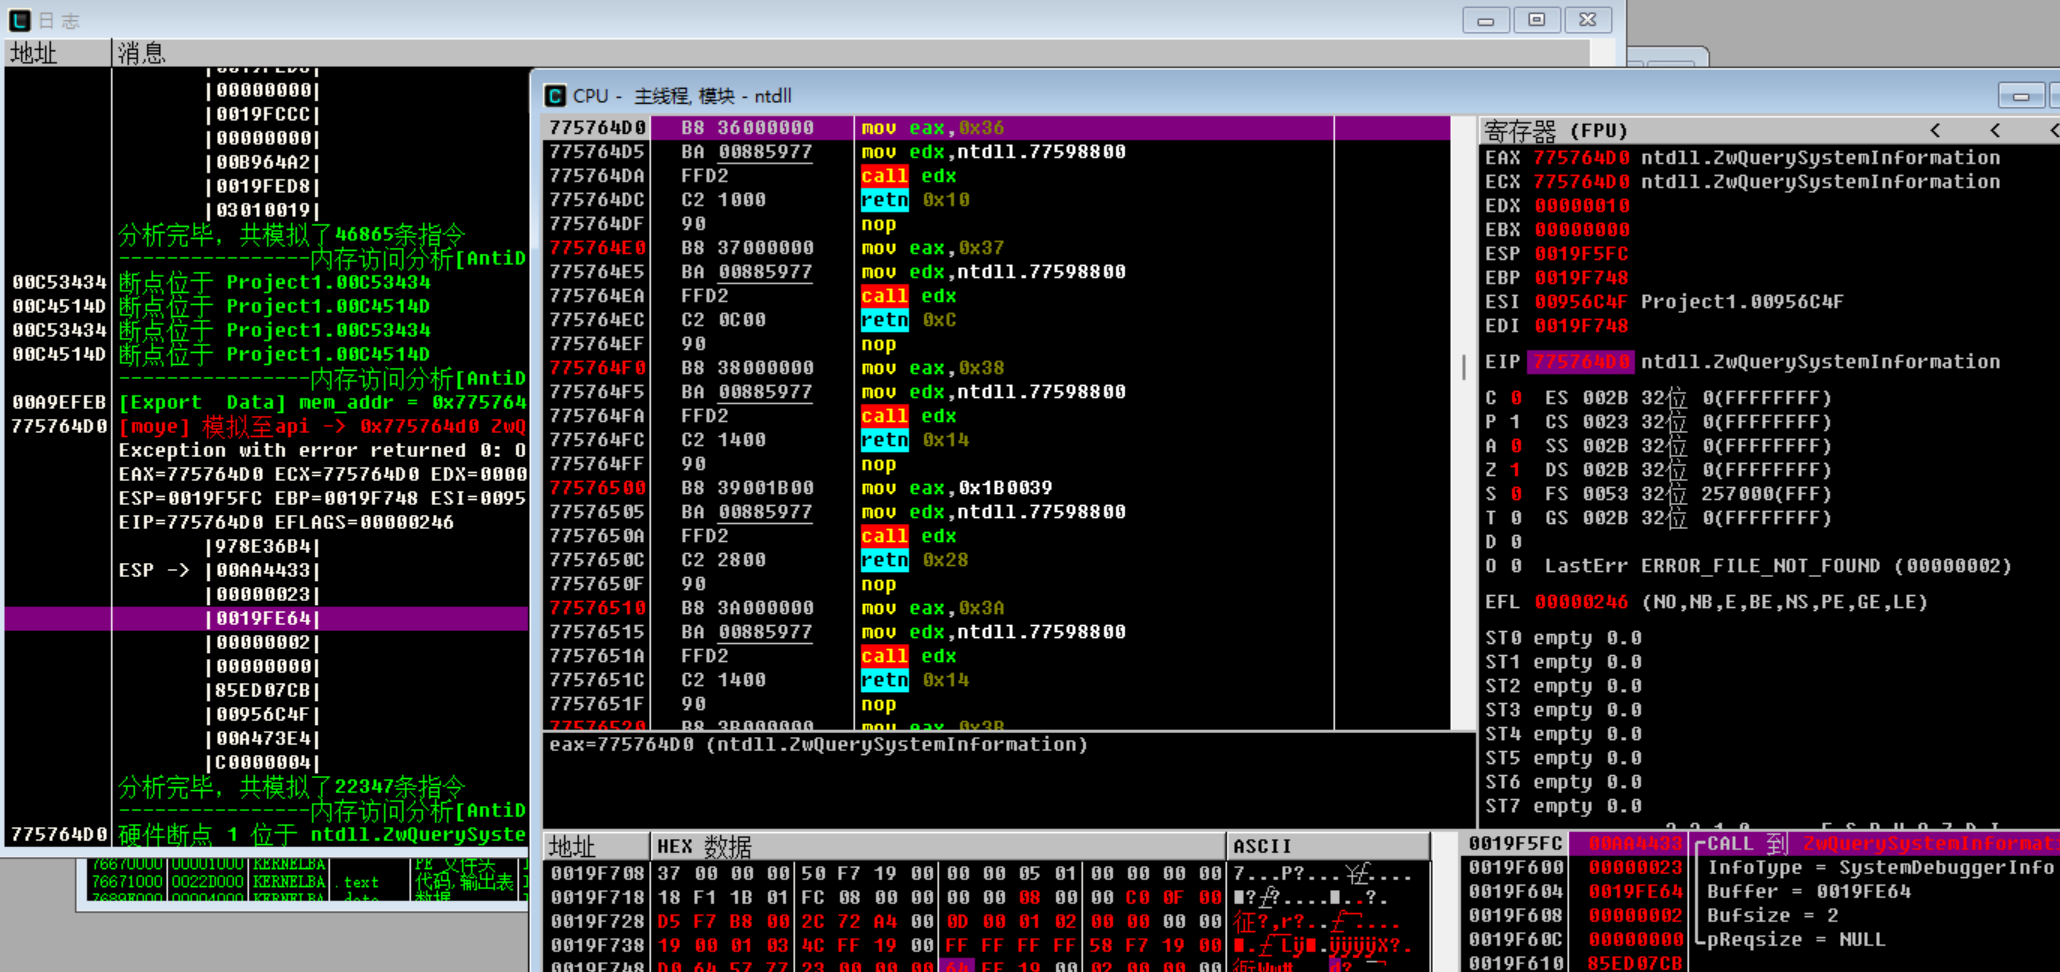 日志
地址 消息
|00000000|
|0019FCCC|
|00000000|
|00B964A2|
|0019FED8|
|03010019|
分析完毕，共模拟了46865条指令
----------------内存访问分析[AntiD
00C53434 断点位于 Project1.00C53434
00C4514D 断点位于 Project1.00C4514D
00C53434 断点位于 Project1.00C53434
00C4514D 断点位于 Project1.00C4514D
----------------内存访问分析[AntiD
00A9EFEB [Export Data] mem_addr = 0x775764
775764D0 [moye] 模拟至api -> 0x775764d0 ZwQ
Exception with error returned 0: O
EAX=775764D0 ECX=775764D0 EDX=0000
ESP=0019F5FC EBP=0019F748 ESI=0095
EIP=775764D0 EFLAGS=00000246
|978E36B4|
ESP -> |00AA4433|
|00000023|
|0019FE64|
|00000002|
|00000000|
|85ED07CB|
|00956C4F|
|00A473E4|
|C0000004|
分析完毕，共模拟了22347条指令
----------------内存访问分析[AntiD
775764D0 硬件断点 1 位于 ntdll.ZwQuerySyste
76670000 00001000 KERNELBA PE 文件头
76671000 0022D000 KERNELBA .text 代码,输出表
CPU - 主线程, 模块 - ntdll
775764D0 B8 36000000 mov eax,0x36
775764D5 BA 00885977 mov edx,ntdll.77598800
775764DA FFD2 call edx
775764DC C2 1000 retn 0x10
775764DF 90 nop
775764E0 B8 37000000 mov eax,0x37
775764E5 BA 00885977 mov edx,ntdll.77598800
775764EA FFD2 call edx
775764EC C2 0C00 retn 0xC
775764EF 90 nop
775764F0 B8 38000000 mov eax,0x38
775764F5 BA 00885977 mov edx,ntdll.77598800
775764FA FFD2 call edx
775764FC C2 1400 retn 0x14
775764FF 90 nop
77576500 B8 39001B00 mov eax,0x1B0039
77576505 BA 00885977 mov edx,ntdll.77598800
7757650A FFD2 call edx
7757650C C2 2800 retn 0x28
7757650F 90 nop
77576510 B8 3A000000 mov eax,0x3A
77576515 BA 00885977 mov edx,ntdll.77598800
7757651A FFD2 call edx
7757651C C2 1400 retn 0x14
7757651F 90 nop
77576520 B8 3B000000 mov eax,0x3B
eax=775764D0 (ntdll.ZwQuerySystemInformation)
寄存器 (FPU) < < <
EAX 775764D0 ntdll.ZwQuerySystemInformation
ECX 775764D0 ntdll.ZwQuerySystemInformation
EDX 00000010
EBX 00000000
ESP 0019F5FC
EBP 0019F748
ESI 00956C4F Project1.00956C4F
EDI 0019F748
EIP 775764D0 ntdll.ZwQuerySystemInformation
C 0 ES 002B 32位 0(FFFFFFFF)
P 1 CS 0023 32位 0(FFFFFFFF)
A 0 SS 002B 32位 0(FFFFFFFF)
Z 1 DS 002B 32位 0(FFFFFFFF)
S 0 FS 0053 32位 257000(FFF)
T 0 GS 002B 32位 0(FFFFFFFF)
D 0
O 0 LastErr ERROR_FILE_NOT_FOUND (00000002)
EFL 00000246 (NO,NB,E,BE,NS,PE,GE,LE)
ST0 empty 0.0
ST1 empty 0.0
ST2 empty 0.0
ST3 empty 0.0
ST4 empty 0.0
ST5 empty 0.0
ST6 empty 0.0
ST7 empty 0.0
地址 HEX 数据 ASCII
0019F708 37 00 00 00 50 F7 19 00 00 00 05 01 00 00 00 00
0019F718 18 F1 1B 01 FC 08 00 00 00 00 08 00 00 C0 0F 00
0019F728 D5 F7 B8 00 2C 72 A4 00 0D 00 01 02 00 00 00 00
0019F738 19 00 01 03 4C FF 19 00 FF FF FF FF 58 F7 19 00
0019F748 D0 64 57 77 23 00 00 00 64 FE 19 00 02 00 00 00
0019F5FC 00AA4433 CALL 到 ZwQuerySystemInformat
0019F600 00000023 InfoType = SystemDebuggerInfo
0019F604 0019FE64 Buffer = 0019FE64
0019F608 00000002 Bufsize = 2
0019F60C 00000000 pReqsize = NULL
0019F610 85ED07CB